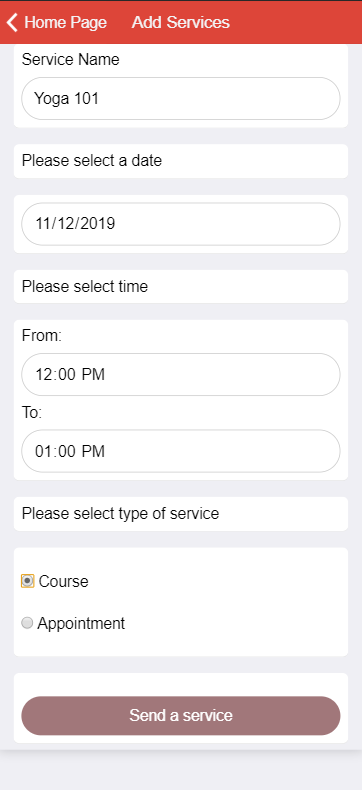 Home Page Add Services
Service Name
Yoga 101
Please select a date
11/12/2019
Please select time
From:
12:00 PM
To:
01:00 PM
Please select type of service
Course
Appointment
Send a service